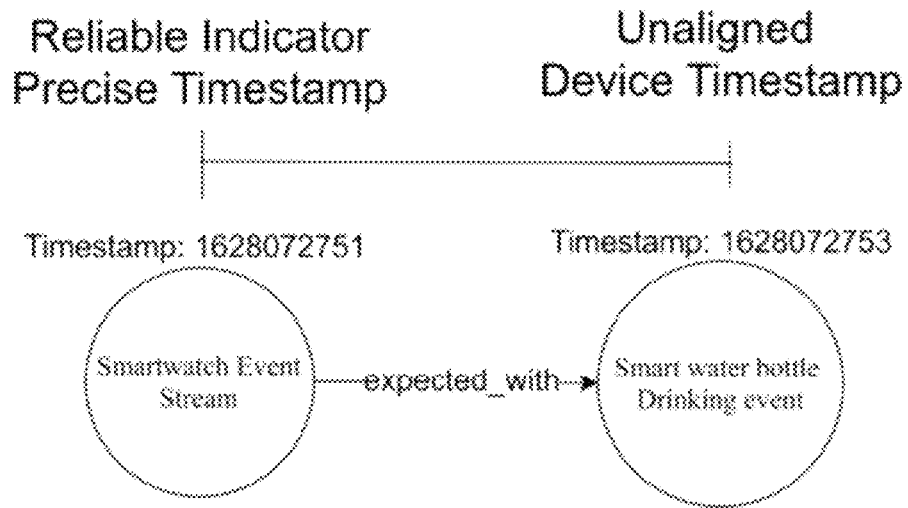 Reliable Indicator
Precise Timestamp
Unaligned
Device Timestamp
Timestamp: 1628072751
Timestamp: 1628072753
Smartwatch Event
Stream
expected_with
Smart water bottle
Drinking event